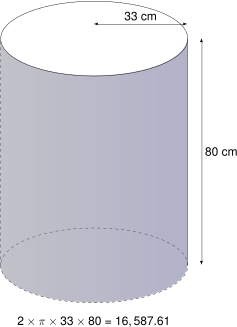 33 cm
80 cm
2 × π × 33 × 80 = 16,587.61